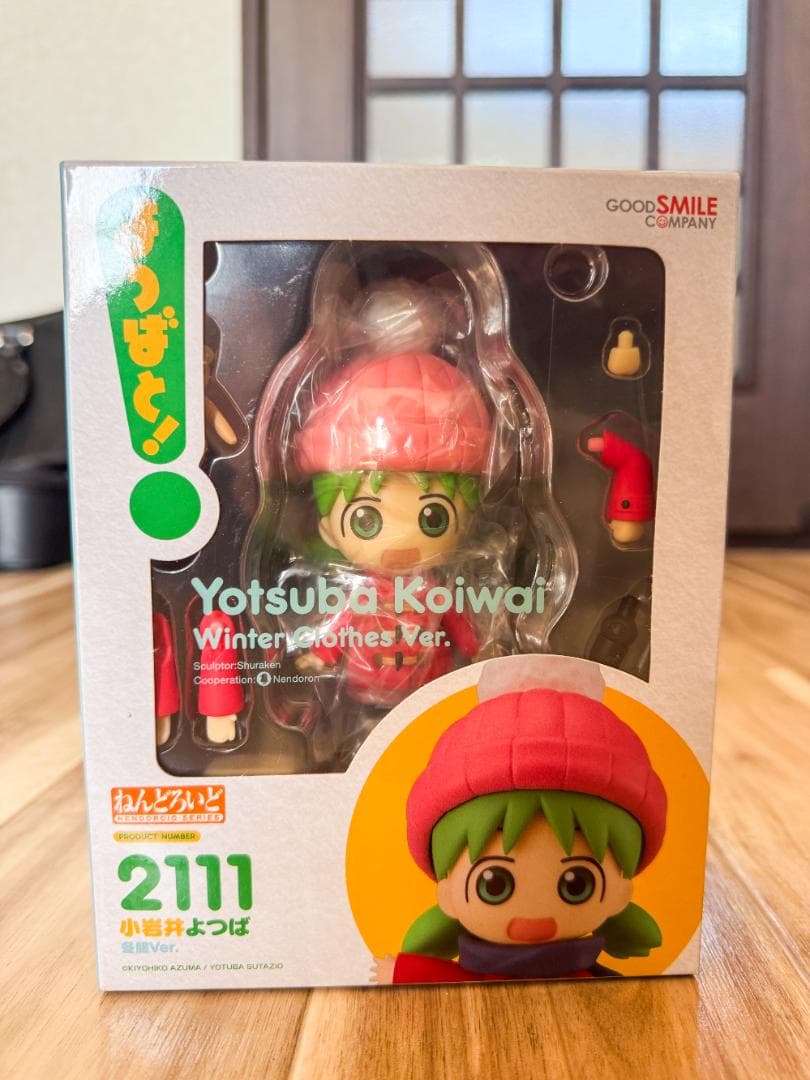 よつばと!
GOOD SMILE
COMPANY
Yotsuba Koiwai
Winter Clothes Ver.
Sculptor:Shuraken
Cooperation: Nendoron
ねんどろいど
NENDOROID SERIES
PRODUCT NUMBER
2111
小岩井よつば
冬服Ver.
©KIYOHIKO AZUMA / YOTUBA SUTAZIO